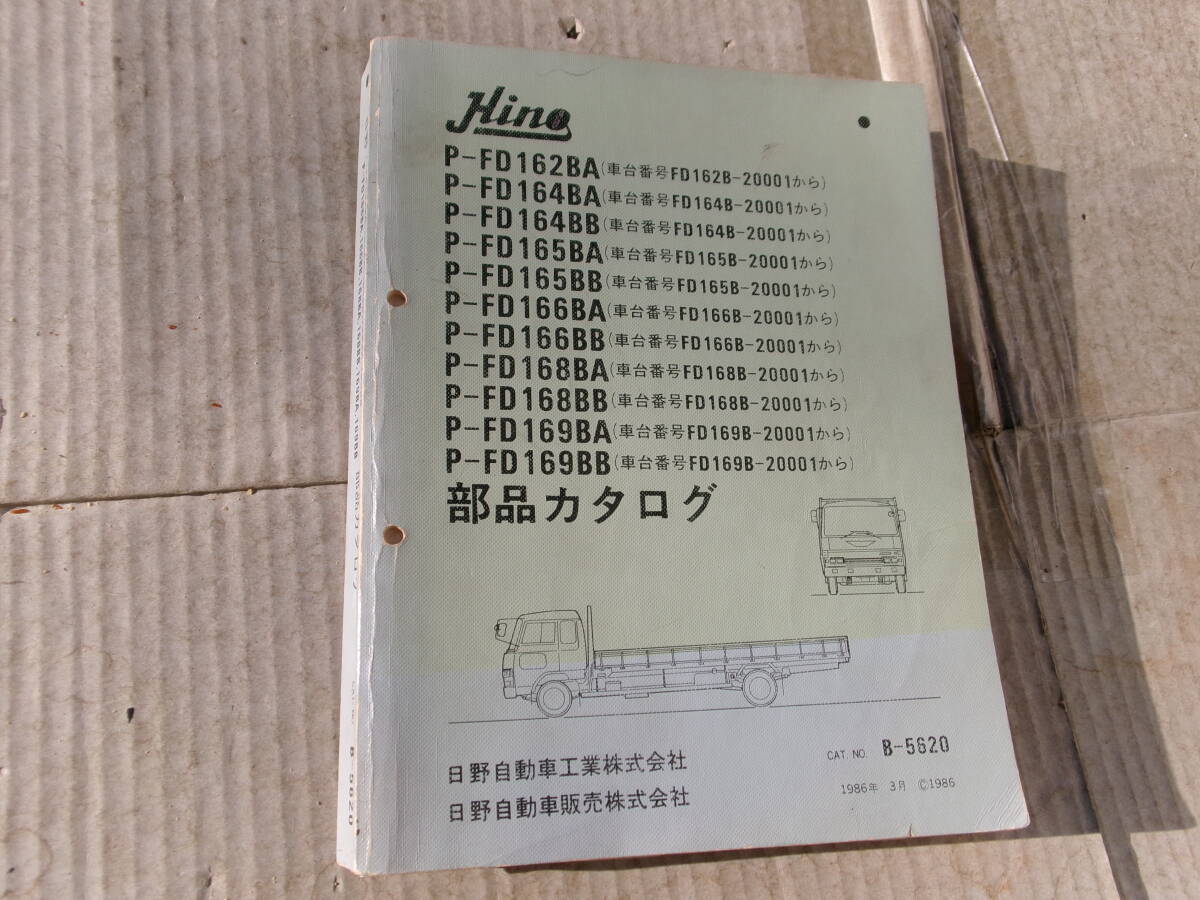 Hino
P-FD162BA(車台番号FD162B-20001から)
P-FD164BA(車台番号FD164B-20001から)
P-FD164BB(車台番号FD164B-20001から)
P-FD165BA(車台番号FD165B-20001から)
P-FD165BB(車台番号FD165B-20001から)
P-FD166BA(車台番号FD166B-20001から)
P-FD166BB(車台番号FD166B-20001から)
P-FD168BA(車台番号FD168B-20001から)
P-FD168BB(車台番号FD168B-20001から)
P-FD169BA(車台番号FD169B-20001から)
P-FD169BB(車台番号FD169B-20001から)
部品カタログ
CAT. NO. B-5620
1986年 3月 ©1986
日野自動車工業株式会社
日野自動車販売株式会社
169BA,169BB 部品カタログ
CAT. NO. B-5620